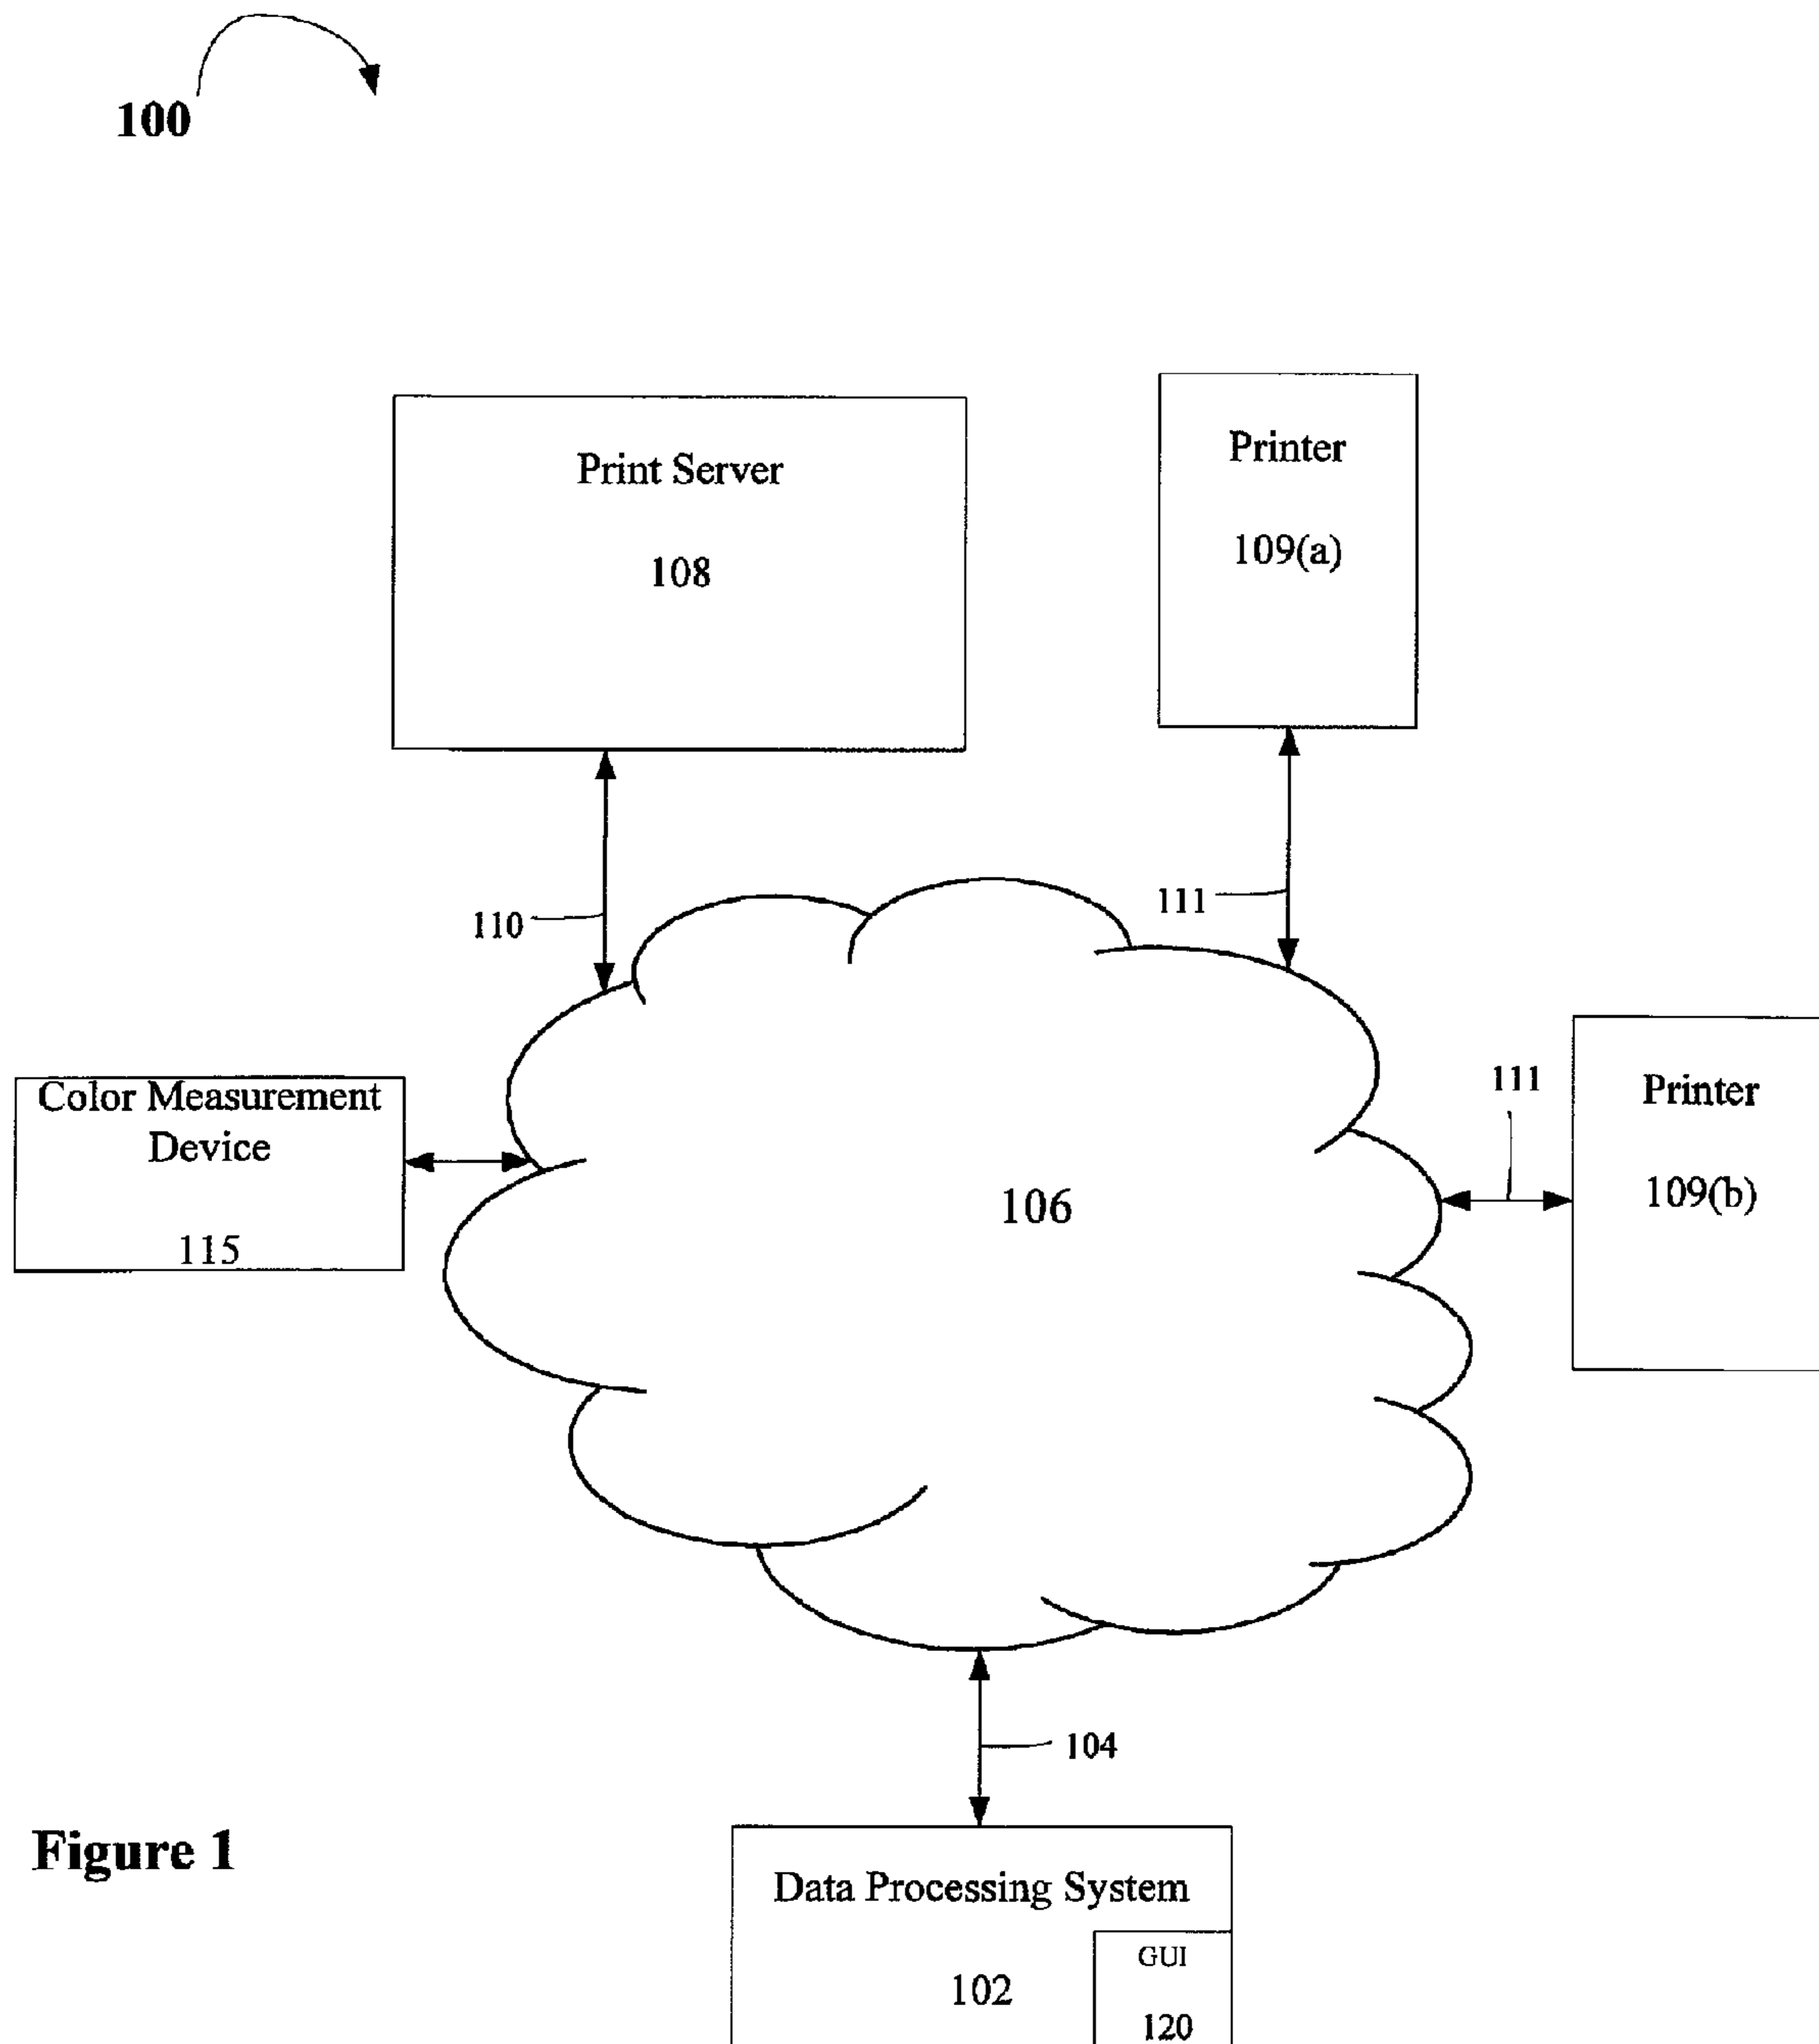 100
Print Server
108
Printer
109(a)
110
111
Color Measurement
Device
115
106
111
Printer
109(b)
104
Figure 1
Data Processing System
102
GUI
120